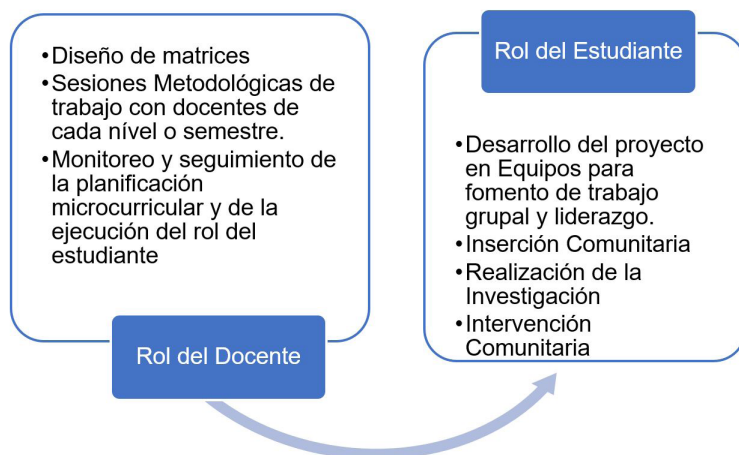 •Diseño de matrices
•Sesiones Metodológicas de
trabajo con docentes de
cada nível o semestre.
•Monitoreo y seguimiento de
la planificación
microcurricular y de la
ejecución del rol del
estudiante
Rol del Docente
Rol del Estudiante
•Desarrollo del proyecto
en Equipos para
fomento de trabajo
grupal y liderazgo.
•Inserción Comunitaria
•Realización de la
Investigación
•Intervención
Comunitaria